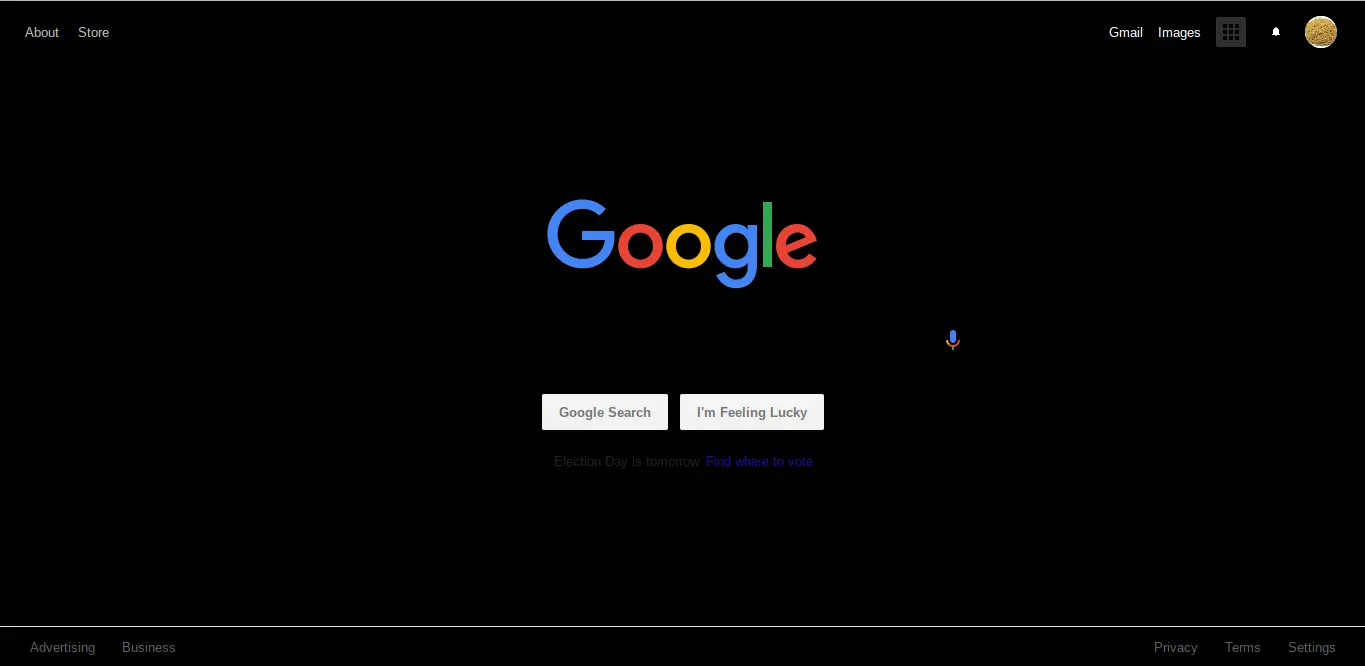 About Store
Gmail Images
Google
Google Search I'm Feeling Lucky
Election Day is tomorrow. Find where to vote
Advertising Business
Privacy Terms Settings